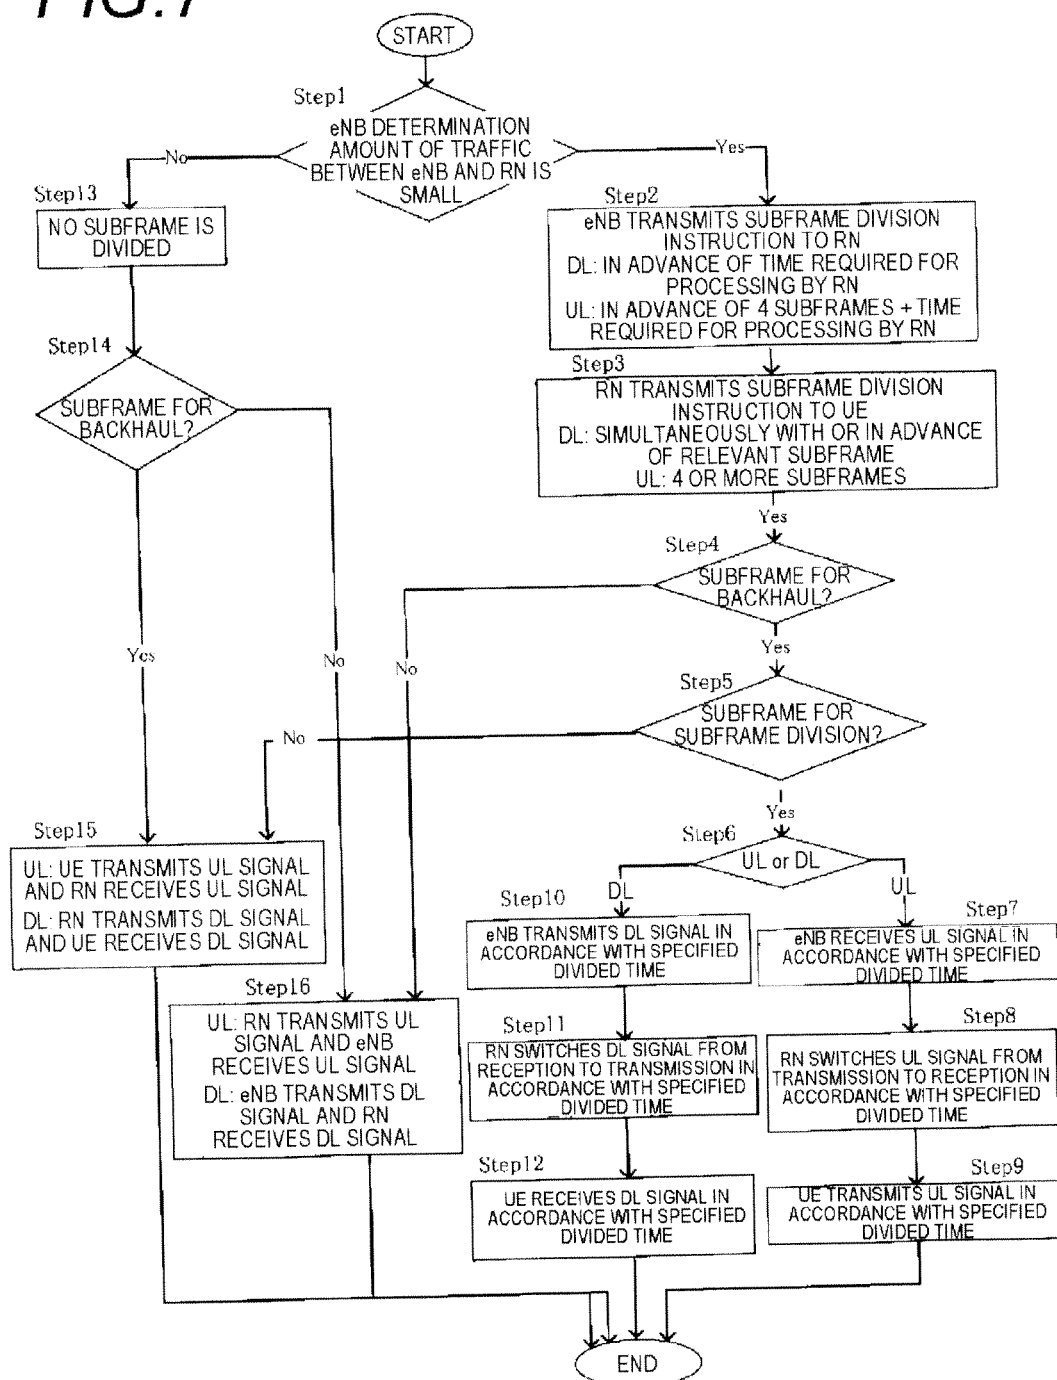 FIG.7
START
Step1
eNB DETERMINATION
AMOUNT OF TRAFFIC
BETWEEN eNB AND RN IS
SMALL
No
Yes
Step13
NO SUBFRAME IS
DIVIDED
Step2
eNB TRANSMITS SUBFRAME DIVISION
INSTRUCTION TO RN
DL: IN ADVANCE OF TIME REQUIRED FOR
PROCESSING BY RN
UL: IN ADVANCE OF 4 SUBFRAMES + TIME
REQUIRED FOR PROCESSING BY RN
Step14
SUBFRAME FOR
BACKHAUL?
Step3
RN TRANSMITS SUBFRAME DIVISION
INSTRUCTION TO UE
DL: SIMULTANEOUSLY WITH OR IN ADVANCE
OF RELEVANT SUBFRAME
UL: 4 OR MORE SUBFRAMES
Yes
Step4
SUBFRAME FOR
BACKHAUL?
Yes
No
No
Yes
Step5
SUBFRAME FOR
SUBFRAME DIVISION?
No
Yes
Step15
UL: UE TRANSMITS UL SIGNAL
AND RN RECEIVES UL SIGNAL
DL: RN TRANSMITS DL SIGNAL
AND UE RECEIVES DL SIGNAL
Step6
UL or DL
DL
UL
Step10
eNB TRANSMITS DL SIGNAL IN
ACCORDANCE WITH SPECIFIED
DIVIDED TIME
Step7
eNB RECEIVES UL SIGNAL IN
ACCORDANCE WITH SPECIFIED
DIVIDED TIME
Step16
UL: RN TRANSMITS UL
SIGNAL AND eNB
RECEIVES UL SIGNAL
DL: eNB TRANSMITS DL
SIGNAL AND RN
RECEIVES DL SIGNAL
Step11
RN SWITCHES DL SIGNAL FROM
RECEPTION TO TRANSMISSION IN
ACCORDANCE WITH SPECIFIED
DIVIDED TIME
Step8
RN SWITCHES UL SIGNAL FROM
TRANSMISSION TO RECEPTION IN
ACCORDANCE WITH SPECIFIED
DIVIDED TIME
Step12
UE RECEIVES DL SIGNAL IN
ACCORDANCE WITH SPECIFIED
DIVIDED TIME
Step9
UE TRANSMITS UL SIGNAL IN
ACCORDANCE WITH SPECIFIED
DIVIDED TIME
END